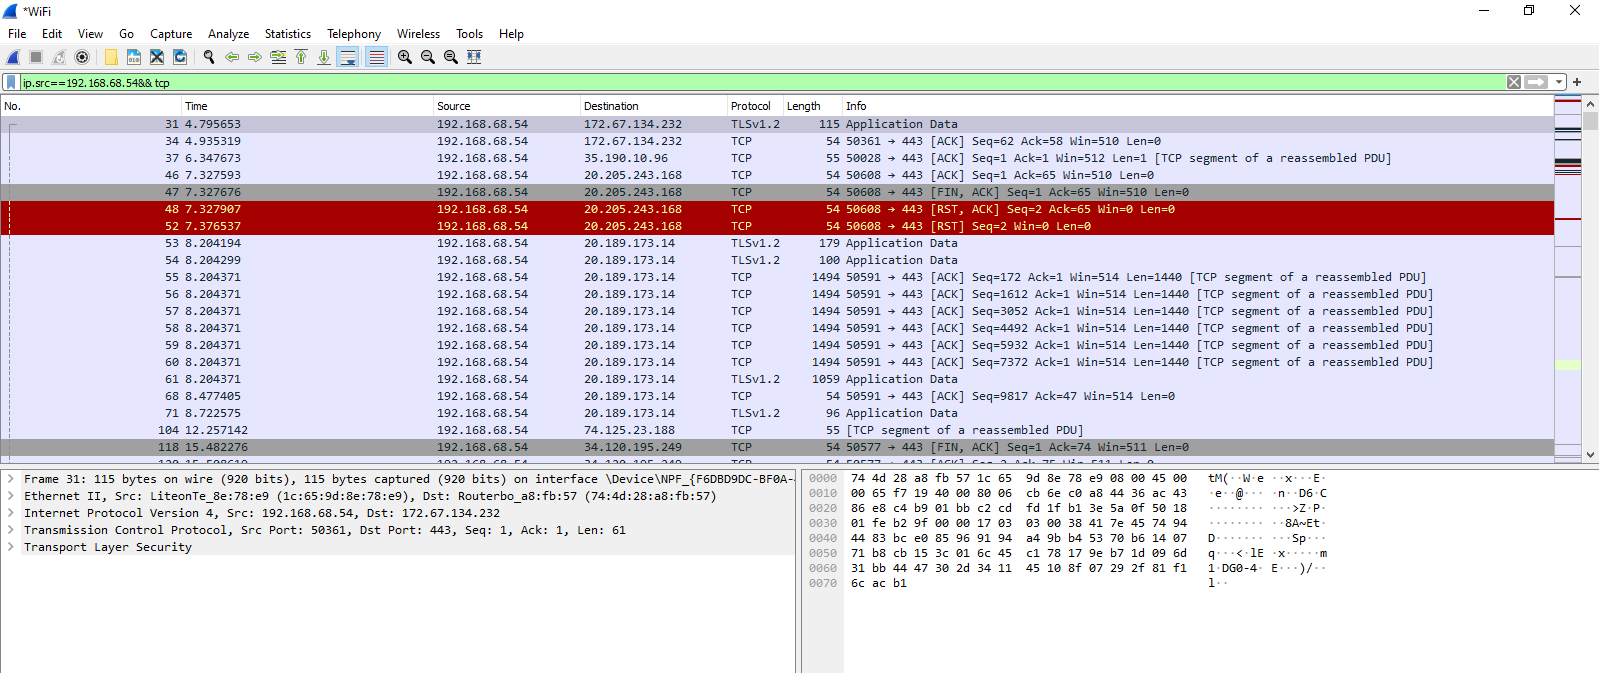 *WiFi
File Edit View Go Capture Analyze Statistics Telephony Wireless Tools Help
ip.src==192.168.68.54&& tcp
No. Time Source Destination Protocol Length Info
31 4.795653 192.168.68.54 172.67.134.232 TLSv1.2 115 Application Data
34 4.935319 192.168.68.54 172.67.134.232 TCP 54 50361 → 443 [ACK] Seq=62 Ack=58 Win=510 Len=0
37 6.347673 192.168.68.54 35.190.10.96 TCP 55 50028 → 443 [ACK] Seq=1 Ack=1 Win=512 Len=1 [TCP segment of a reassembled PDU]
46 7.327593 192.168.68.54 20.205.243.168 TCP 54 50608 → 443 [ACK] Seq=1 Ack=65 Win=510 Len=0
47 7.327676 192.168.68.54 20.205.243.168 TCP 54 50608 → 443 [FIN, ACK] Seq=1 Ack=65 Win=510 Len=0
48 7.327907 192.168.68.54 20.205.243.168 TCP 54 50608 → 443 [RST, ACK] Seq=2 Ack=65 Win=0 Len=0
52 7.376537 192.168.68.54 20.205.243.168 TCP 54 50608 → 443 [RST] Seq=2 Win=0 Len=0
53 8.204194 192.168.68.54 20.189.173.14 TLSv1.2 179 Application Data
54 8.204299 192.168.68.54 20.189.173.14 TLSv1.2 100 Application Data
55 8.204371 192.168.68.54 20.189.173.14 TCP 1494 50591 → 443 [ACK] Seq=172 Ack=1 Win=514 Len=1440 [TCP segment of a reassembled PDU]
56 8.204371 192.168.68.54 20.189.173.14 TCP 1494 50591 → 443 [ACK] Seq=1612 Ack=1 Win=514 Len=1440 [TCP segment of a reassembled PDU]
57 8.204371 192.168.68.54 20.189.173.14 TCP 1494 50591 → 443 [ACK] Seq=3052 Ack=1 Win=514 Len=1440 [TCP segment of a reassembled PDU]
58 8.204371 192.168.68.54 20.189.173.14 TCP 1494 50591 → 443 [ACK] Seq=4492 Ack=1 Win=514 Len=1440 [TCP segment of a reassembled PDU]
59 8.204371 192.168.68.54 20.189.173.14 TCP 1494 50591 → 443 [ACK] Seq=5932 Ack=1 Win=514 Len=1440 [TCP segment of a reassembled PDU]
60 8.204371 192.168.68.54 20.189.173.14 TCP 1494 50591 → 443 [ACK] Seq=7372 Ack=1 Win=514 Len=1440 [TCP segment of a reassembled PDU]
61 8.204371 192.168.68.54 20.189.173.14 TLSv1.2 1059 Application Data
68 8.477405 192.168.68.54 20.189.173.14 TCP 54 50591 → 443 [ACK] Seq=9817 Ack=47 Win=514 Len=0
71 8.722575 192.168.68.54 20.189.173.14 TLSv1.2 96 Application Data
104 12.257142 192.168.68.54 74.125.23.188 TCP 55 [TCP segment of a reassembled PDU]
118 15.482276 192.168.68.54 34.120.195.249 TCP 54 50577 → 443 [FIN, ACK] Seq=1 Ack=74 Win=511 Len=0
Frame 31: 115 bytes on wire (920 bits), 115 bytes captured (920 bits) on interface \Device\NPF_{F6DBD9DC-BF0A-
Ethernet II, Src: LiteonTe_8e:78:e9 (1c:65:9d:8e:78:e9), Dst: Routerbo_a8:fb:57 (74:4d:28:a8:fb:57)
Internet Protocol Version 4, Src: 192.168.68.54, Dst: 172.67.134.232
Transmission Control Protocol, Src Port: 50361, Dst Port: 443, Seq: 1, Ack: 1, Len: 61
Transport Layer Security
0000 74 4d 28 a8 fb 57 1c 65 9d 8e 78 e9 08 00 45 00 tM(··W·e ··x···E·
0010 00 65 f7 19 40 00 80 06 cb 6e c0 a8 44 36 ac 43 ·e··@··· ·n··D6·C
0020 86 e8 c4 b9 01 bb c2 cd fd 1f b1 3e 5a 0f 50 18 ········ ···>Z·P·
0030 01 fe b2 9f 00 00 17 03 03 00 38 41 7e 45 74 94 ········ ··8A~Et·
0040 44 83 bc e0 85 96 91 94 a4 9b b4 53 70 b6 14 07 D······· ···Sp···
0050 71 b8 cb 15 3c 01 6c 45 c1 78 17 9e b7 1d 09 6d q···<·lE ·x·····m
0060 31 bb 44 47 30 2d 34 11 45 10 8f 07 29 2f 81 f1 1·DG0-4· E···)/··
0070 6c ac b1 l··